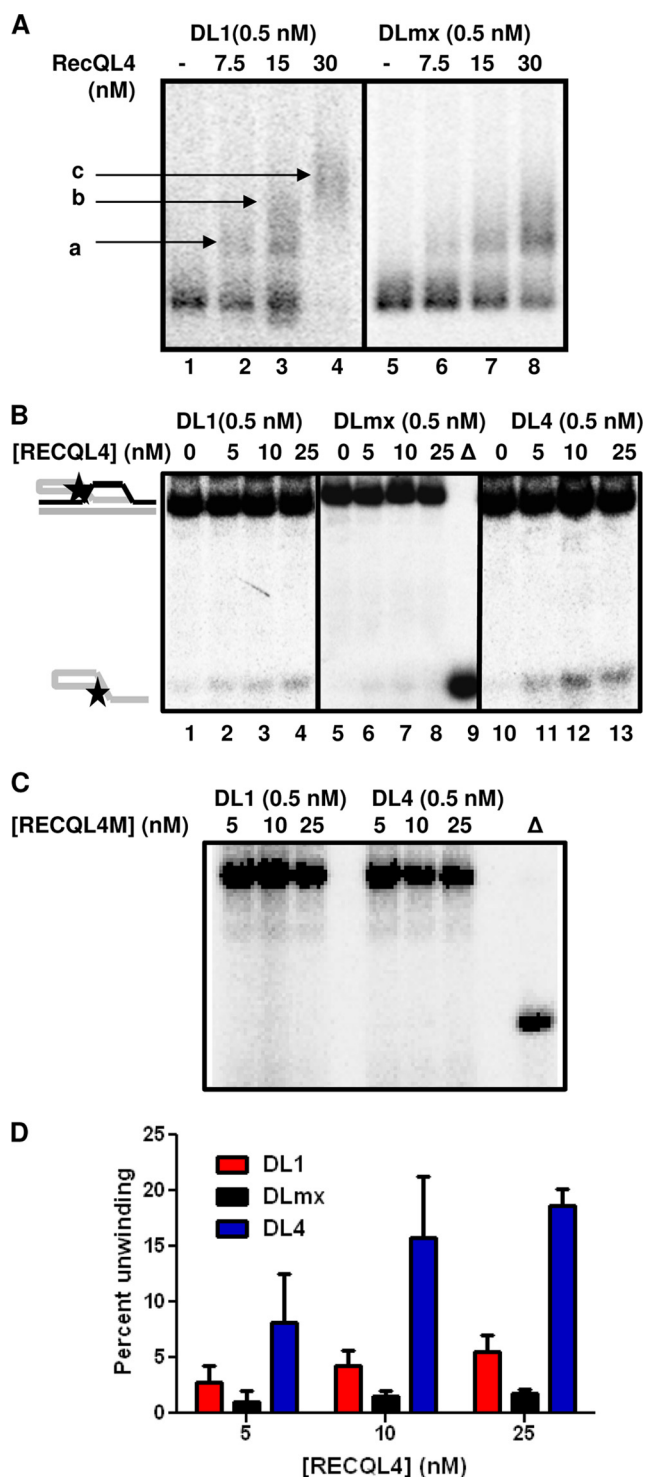 A
DL1(0.5 nM) DLmx (0.5 nM)
RecQL4 - 7.5 15 30 - 7.5 15 30
(nM)
c
b
a
1 2 3 4 5 6 7 8
B
DL1(0.5 nM) DLmx (0.5 nM) DL4 (0.5 nM)
[RECQL4] (nM) 0 5 10 25 0 5 10 25 Δ 0 5 10 25
1 2 3 4 5 6 7 8 9 10 11 12 13
C
DL1 (0.5 nM) DL4 (0.5 nM)
[RECQL4M] (nM) 5 10 25 5 10 25 Δ
D
25
20
15
10
5
0
Percent unwinding
DL1
DLmx
DL4
5 10 25
[RECQL4] (nM)